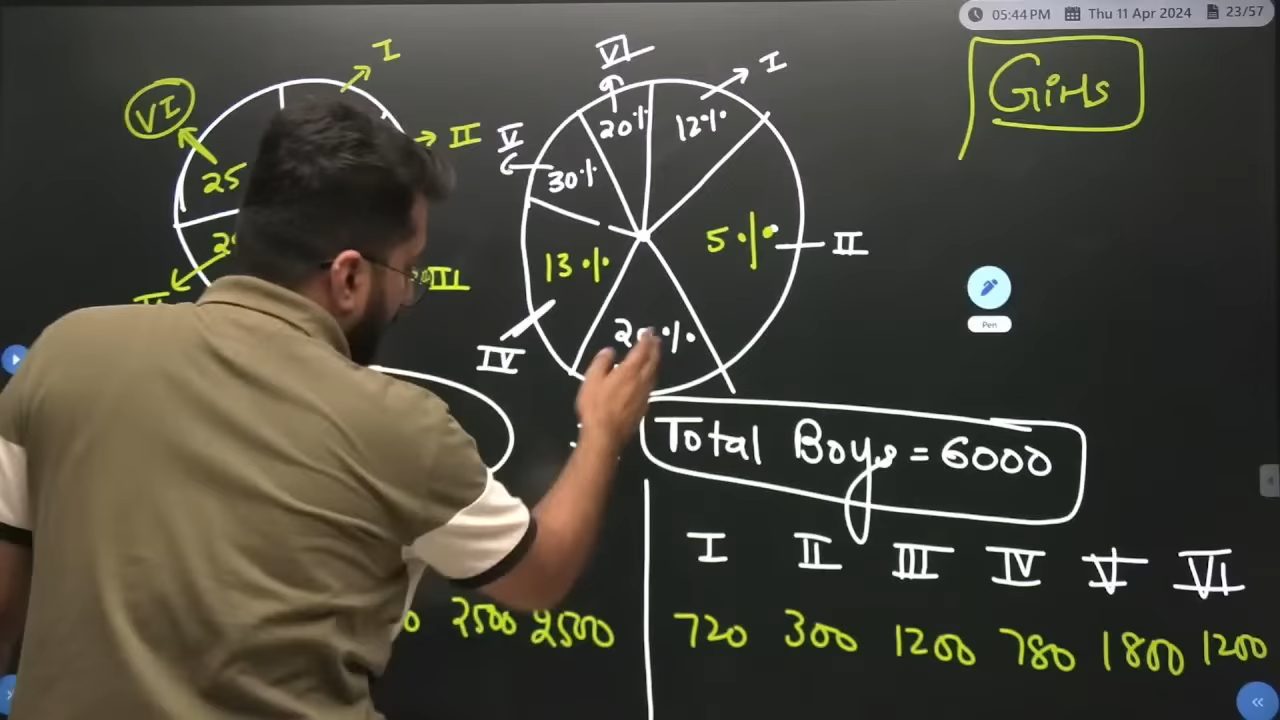 05:44 PM Thu 11 Apr 2024 23/57
Girls
I
II
III
VI
25
VI
I
II
IV
V
20%
12%
5%
13%
30%
Pen
Total Boys = 6000
I II III IV V VI
2500 2500
720 300 1200 780 1800 1200